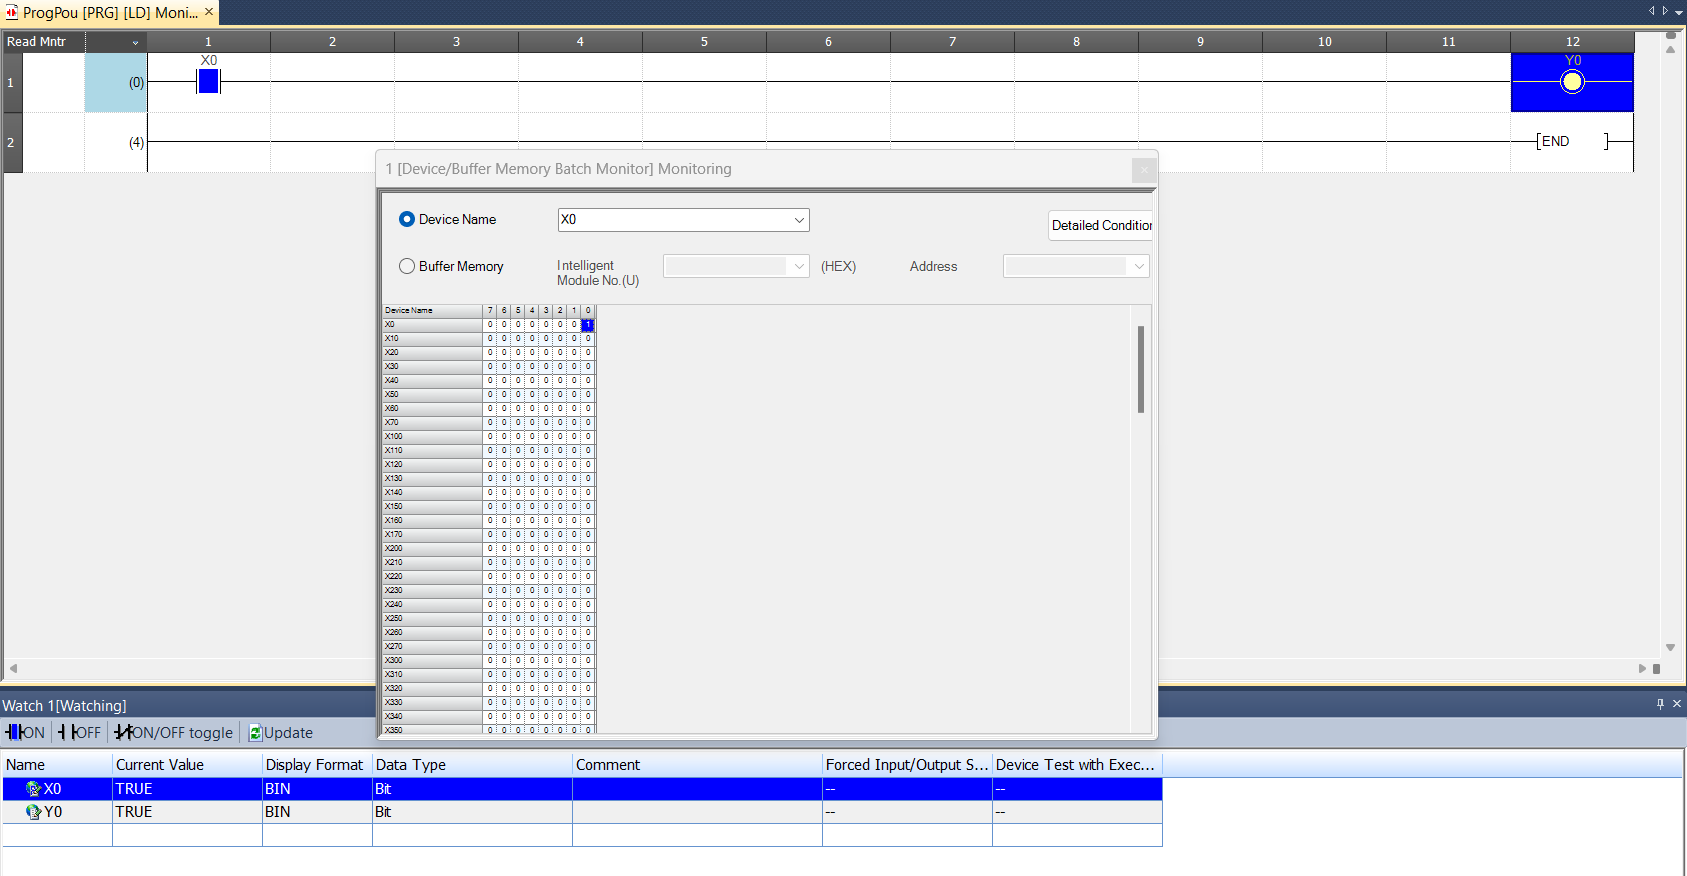 ProgPou [PRG] [LD] Moni...
Read Mntr 1 2 3 4 5 6 7 8 9 10 11 12
X0 Y0
1 (0)
2 (4) [END ]
1 [Device/Buffer Memory Batch Monitor] Monitoring
Device Name X0 Detailed Condition
Buffer Memory Intelligent Module No.(U) (HEX) Address
Device Name 7 6 5 4 3 2 1 0
X0 0 0 0 0 0 0 0 1
X10 0 0 0 0 0 0 0 0
X20 0 0 0 0 0 0 0 0
X30 0 0 0 0 0 0 0 0
X40 0 0 0 0 0 0 0 0
X50 0 0 0 0 0 0 0 0
X60 0 0 0 0 0 0 0 0
X70 0 0 0 0 0 0 0 0
X100 0 0 0 0 0 0 0 0
X110 0 0 0 0 0 0 0 0
X120 0 0 0 0 0 0 0 0
X130 0 0 0 0 0 0 0 0
X140 0 0 0 0 0 0 0 0
X150 0 0 0 0 0 0 0 0
X160 0 0 0 0 0 0 0 0
X170 0 0 0 0 0 0 0 0
X200 0 0 0 0 0 0 0 0
X210 0 0 0 0 0 0 0 0
X220 0 0 0 0 0 0 0 0
X230 0 0 0 0 0 0 0 0
X240 0 0 0 0 0 0 0 0
X250 0 0 0 0 0 0 0 0
X260 0 0 0 0 0 0 0 0
X270 0 0 0 0 0 0 0 0
X300 0 0 0 0 0 0 0 0
X310 0 0 0 0 0 0 0 0
X320 0 0 0 0 0 0 0 0
X330 0 0 0 0 0 0 0 0
X340 0 0 0 0 0 0 0 0
X350 0 0 0 0 0 0 0 0
Watch 1[Watching]
ON OFF ON/OFF toggle Update
Name Current Value Display Format Data Type Comment Forced Input/Output S... Device Test with Exec...
X0 TRUE BIN Bit -- --
Y0 TRUE BIN Bit -- --